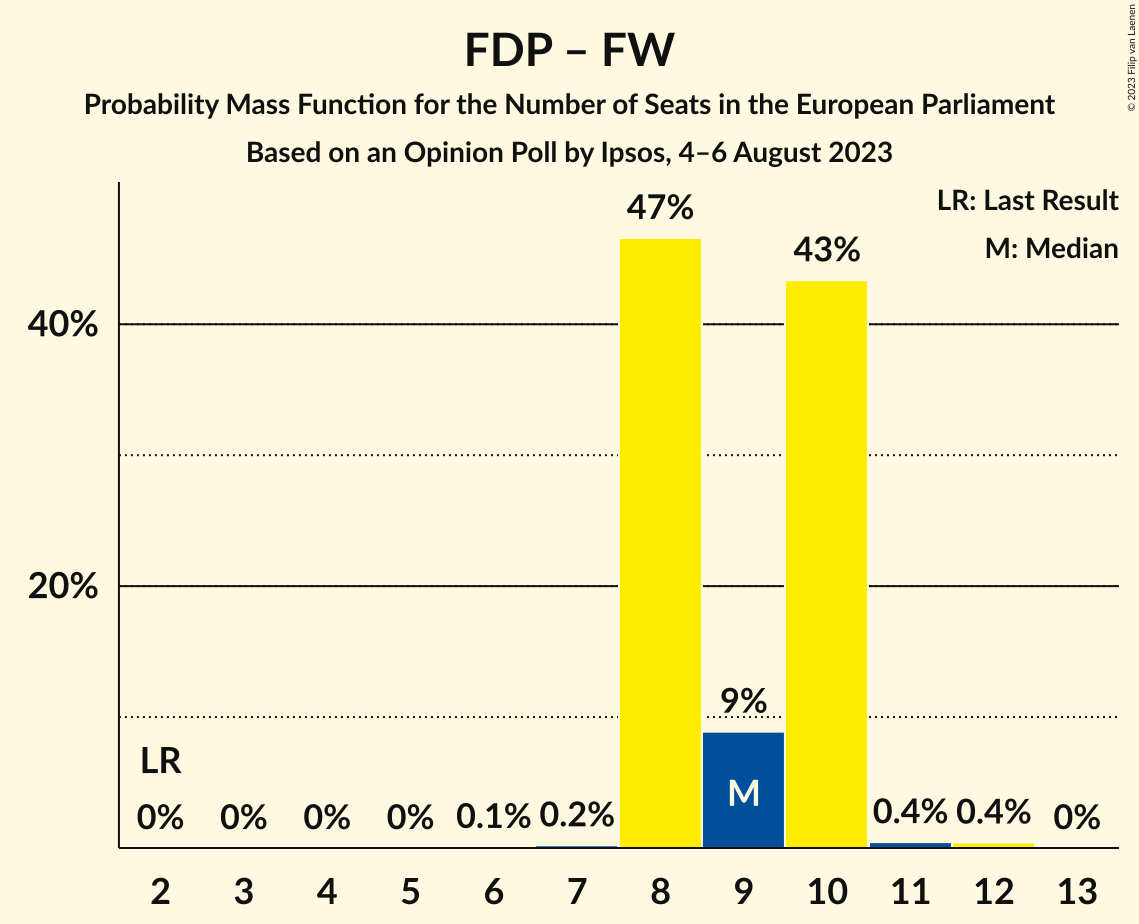 FDP – FW
Probability Mass Function for the Number of Seats in the European Parliament
Based on an Opinion Poll by Ipsos, 4–6 August 2023
© 2023 Filip van Laenen
LR: Last Result
M: Median
47%
43%
40%
20%
9%
LR
M
0% 0% 0% 0% 0.1% 0.2% 0.4% 0.4% 0%
2 3 4 5 6 7 8 9 10 11 12 13